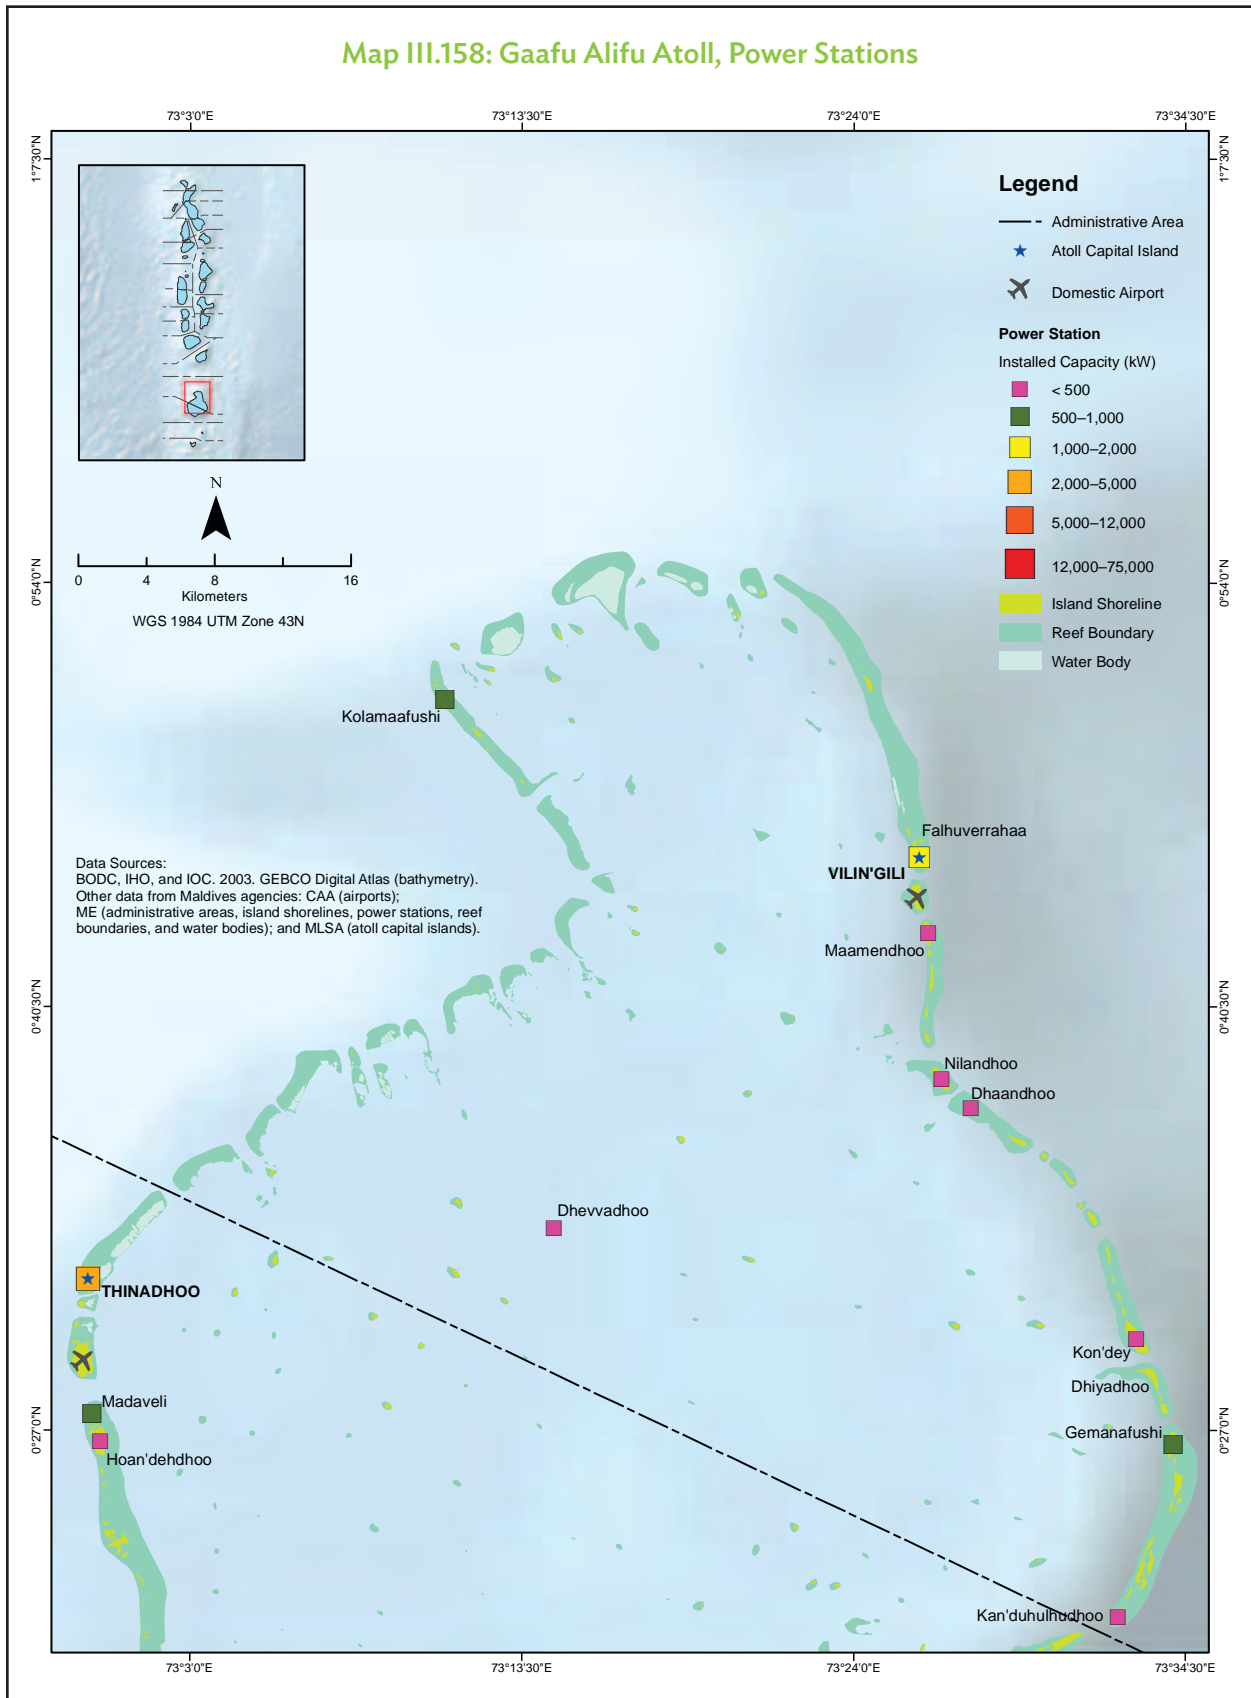 Map III.158: Gaafu Alifu Atoll, Power Stations
73°3'0"E
73°13'30"E
73°24'0"E
73°34'30"E
1°7'30"N
1°7'30"N
Legend
Administrative Area
Atoll Capital Island
Domestic Airport
Power Station
Installed Capacity (kW)
< 500
500–1,000
1,000–2,000
2,000–5,000
5,000–12,000
12,000–75,000
Island Shoreline
Reef Boundary
Water Body
N
0
4
8
16
Kilometers
WGS 1984 UTM Zone 43N
0°54'0"N
0°54'0"N
Kolamaafushi
Falhuverrahaa
VILIN'GILI
Maamendhoo
Data Sources:
BODC, IHO, and IOC. 2003. GEBCO Digital Atlas (bathymetry).
Other data from Maldives agencies: CAA (airports);
ME (administrative areas, island shorelines, power stations, reef
boundaries, and water bodies); and MLSA (atoll capital islands).
0°40'30"N
0°40'30"N
Nilandhoo
Dhaandhoo
Dhevvadhoo
THINADHOO
Kon'dey
Dhiyadhoo
Madaveli
Gemanafushi
Hoan'dehdhoo
0°27'0"N
0°27'0"N
Kan'duhulhudhoo
73°3'0"E
73°13'30"E
73°24'0"E
73°34'30"E